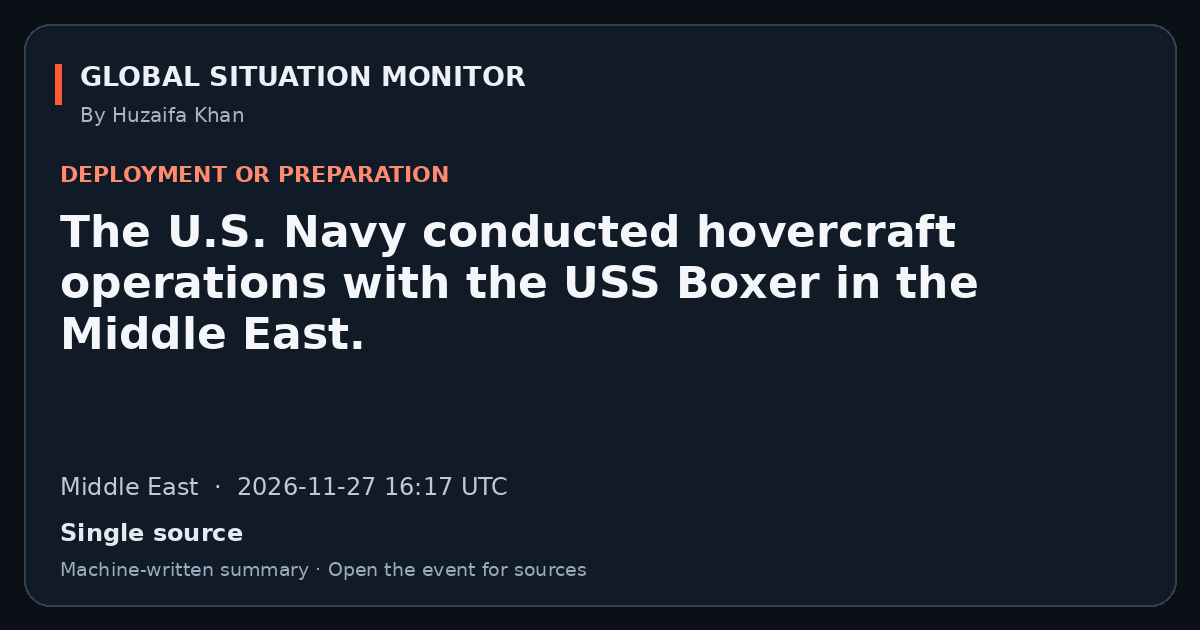 GLOBAL SITUATION MONITOR
By Huzaifa Khan
DEPLOYMENT OR PREPARATION
The U.S. Navy conducted hovercraft
operations with the USS Boxer in the
Middle East.
Middle East · 2026-11-27 16:17 UTC
Single source
Machine-written summary · Open the event for sources